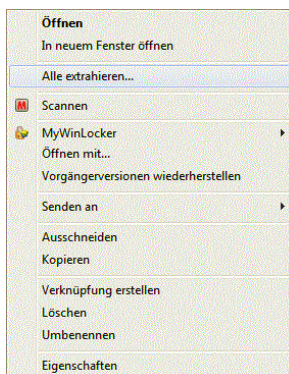 Öffnen
In neuem Fenster öffnen
Alle extrahieren...
Scannen
MyWinLocker
Öffnen mit...
Vorgängerversionen wiederherstellen
Senden an
Ausschneiden
Kopieren
Verknüpfung erstellen
Löschen
Umbenennen
Eigenschaften